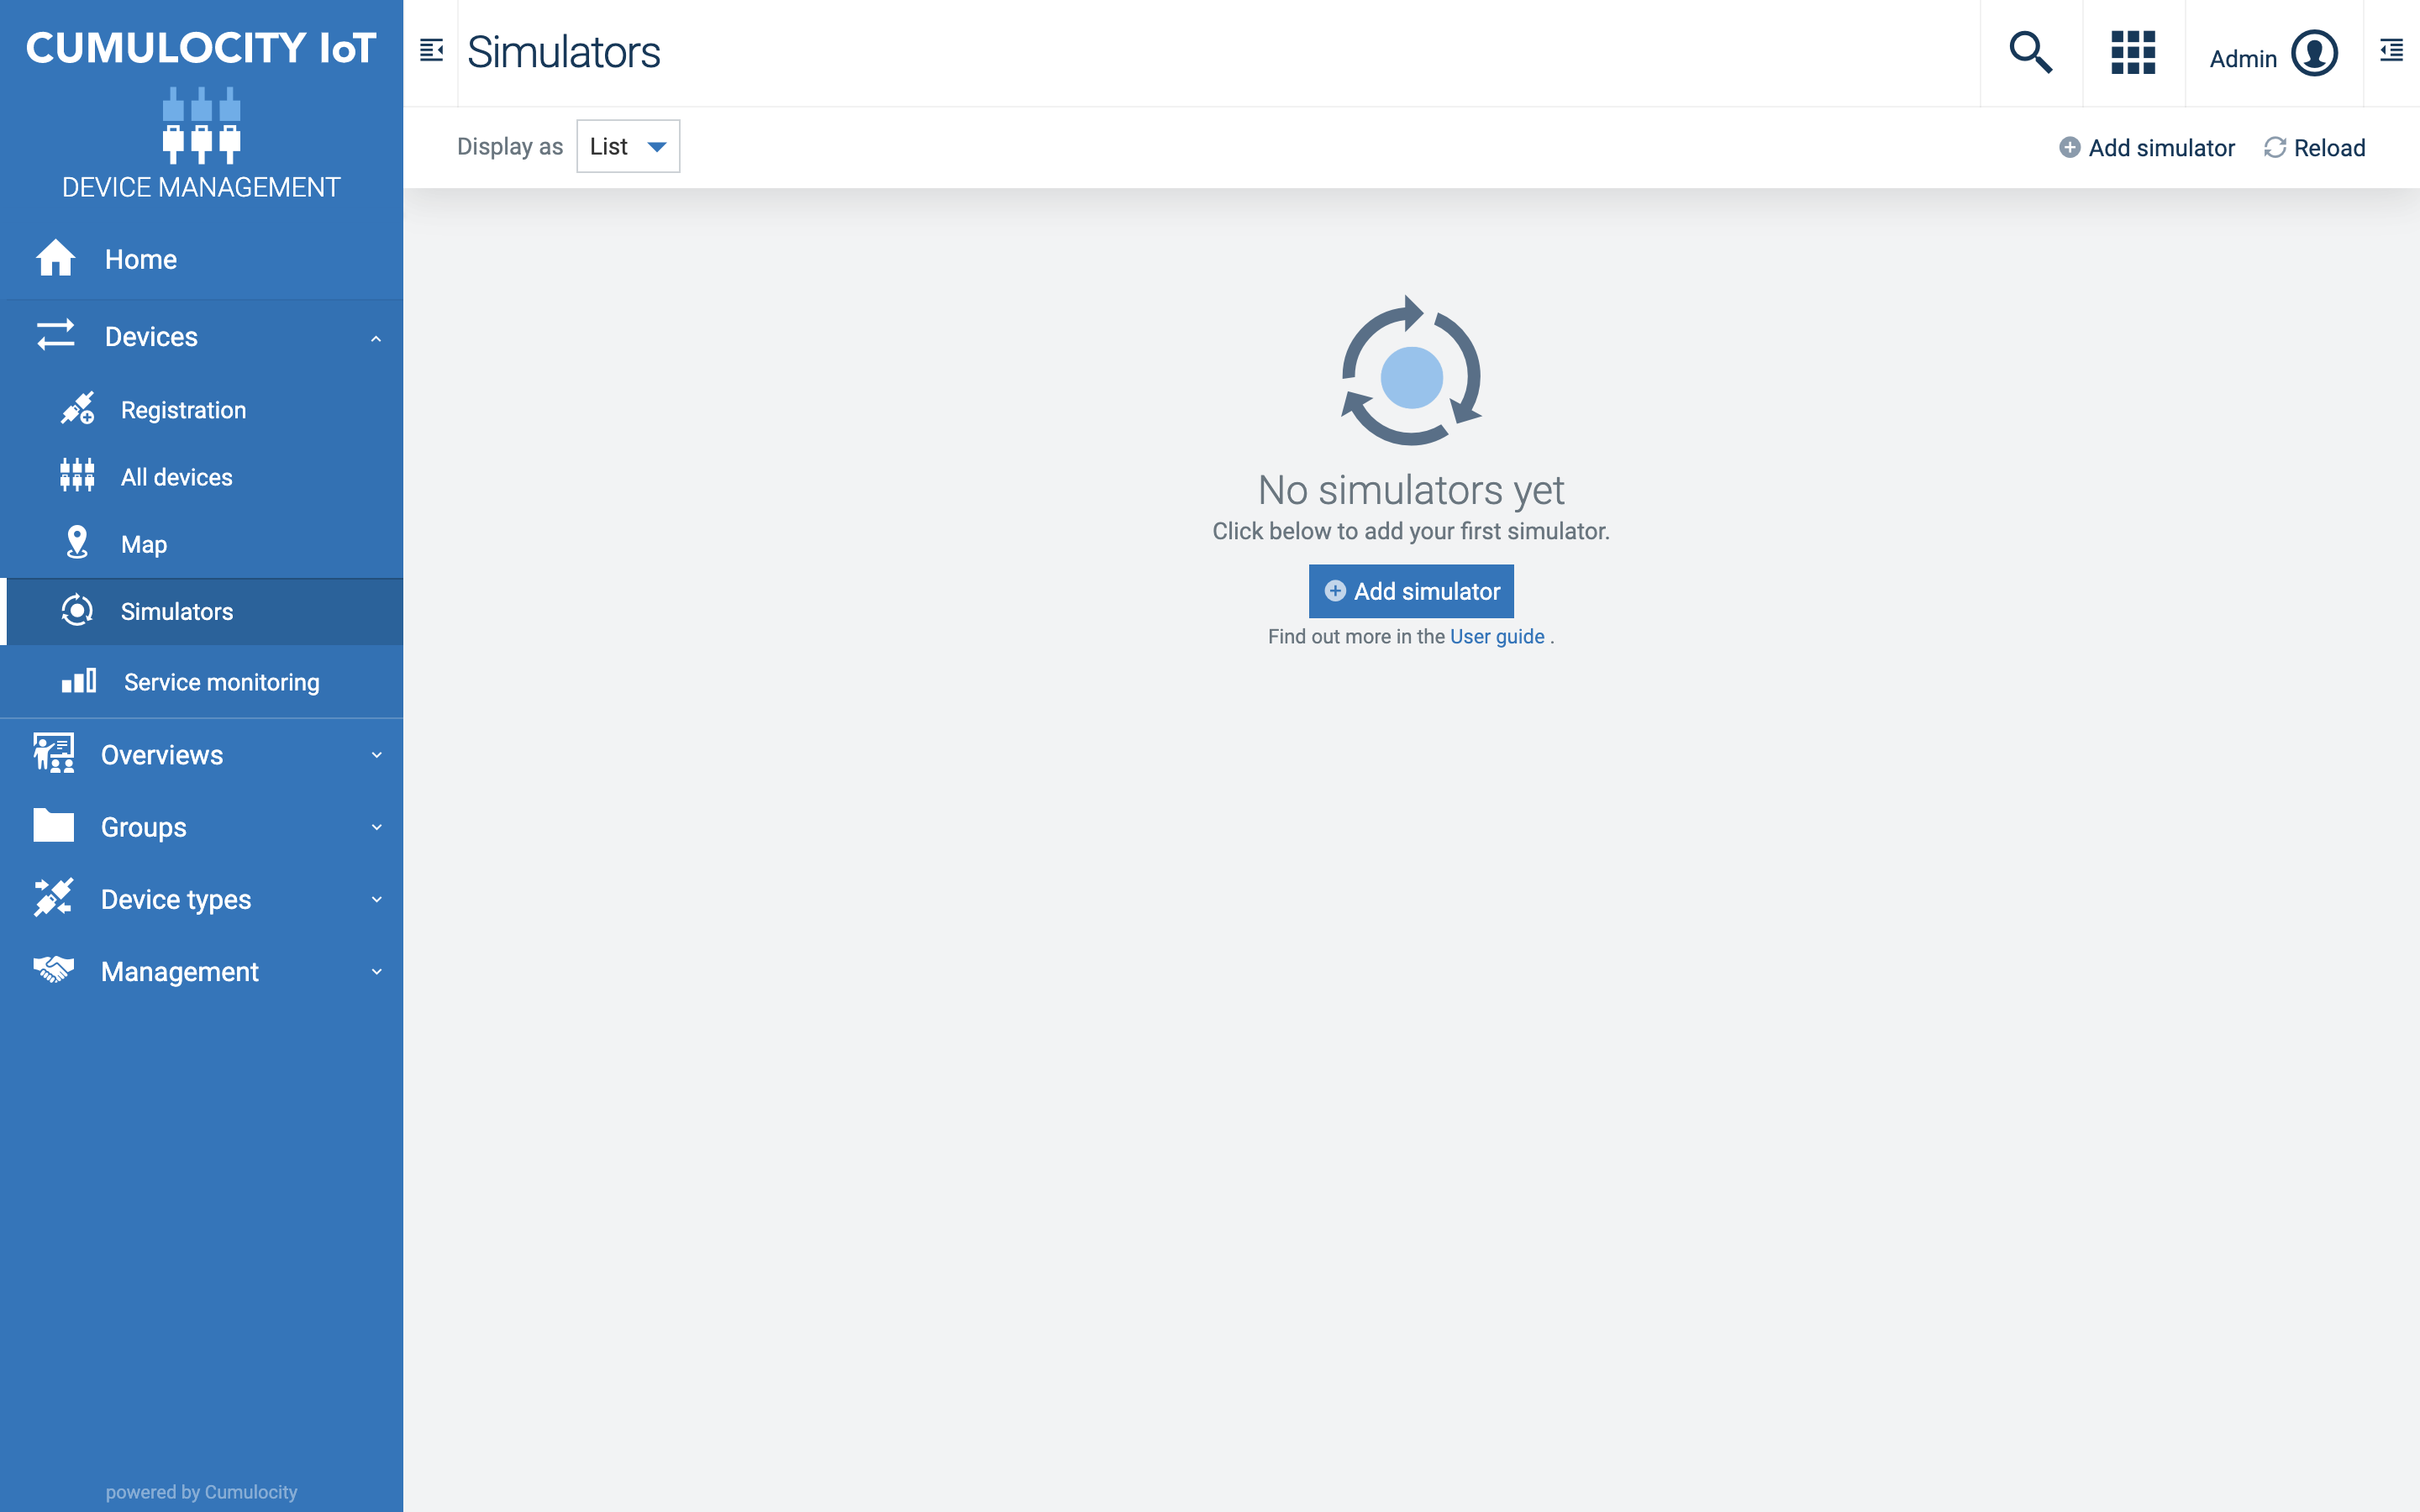 CUMULOCITY IoT
DEVICE MANAGEMENT
Home
Devices
Registration
All devices
Map
Simulators
Service monitoring
Overviews
Groups
Device types
Management
powered by Cumulocity
Simulators
Admin
Display as
List
Add simulator
Reload
No simulators yet
Click below to add your first simulator.
Add simulator
Find out more in the User guide .